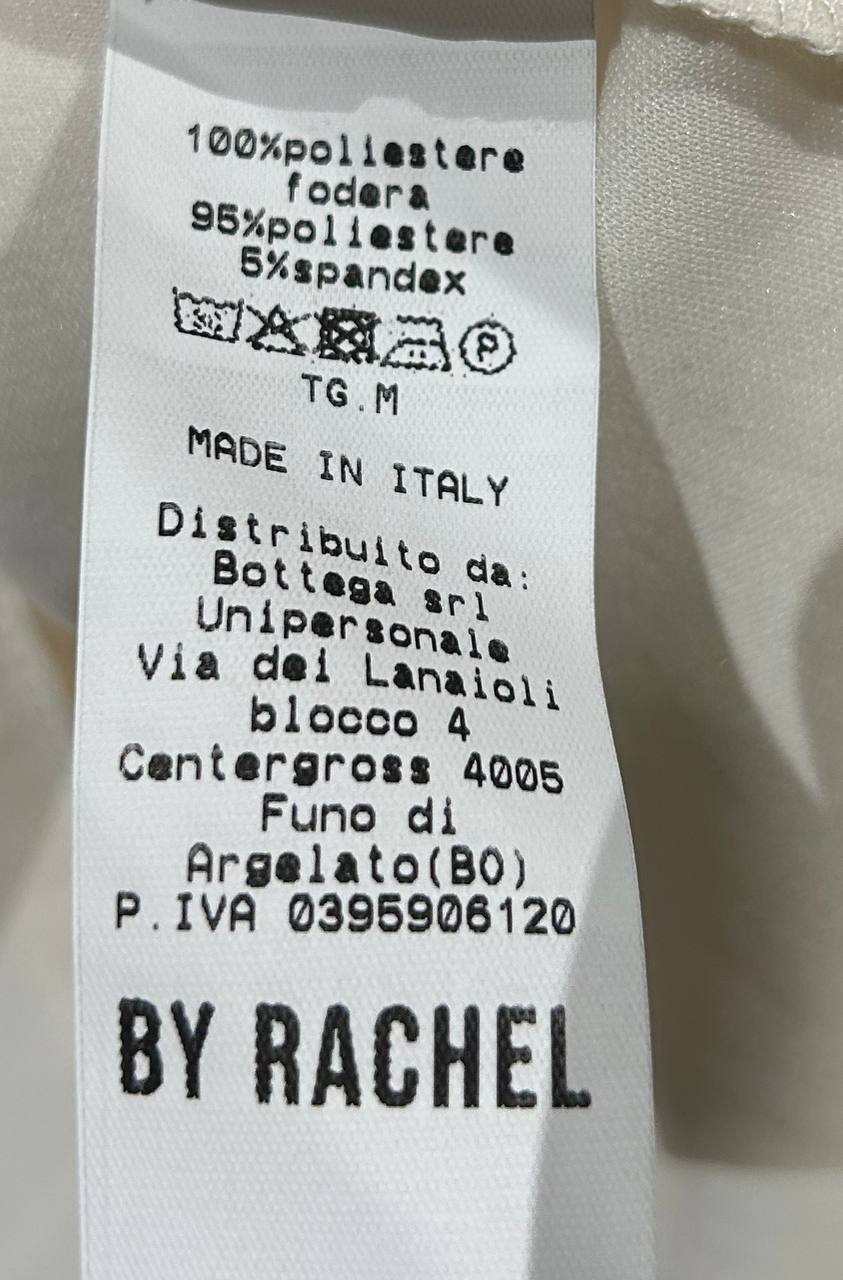 100%poliestere
fodera
95%poliestere
5%spandex
P
TG.M
MADE IN ITALY
Distribuito da:
Bottega srl
Unipersonale
Via dei Lanaioli
blocco 4
Centergross 4005
Funo di
Argelato(BO)
P.IVA 0395906120
BY RACHEL